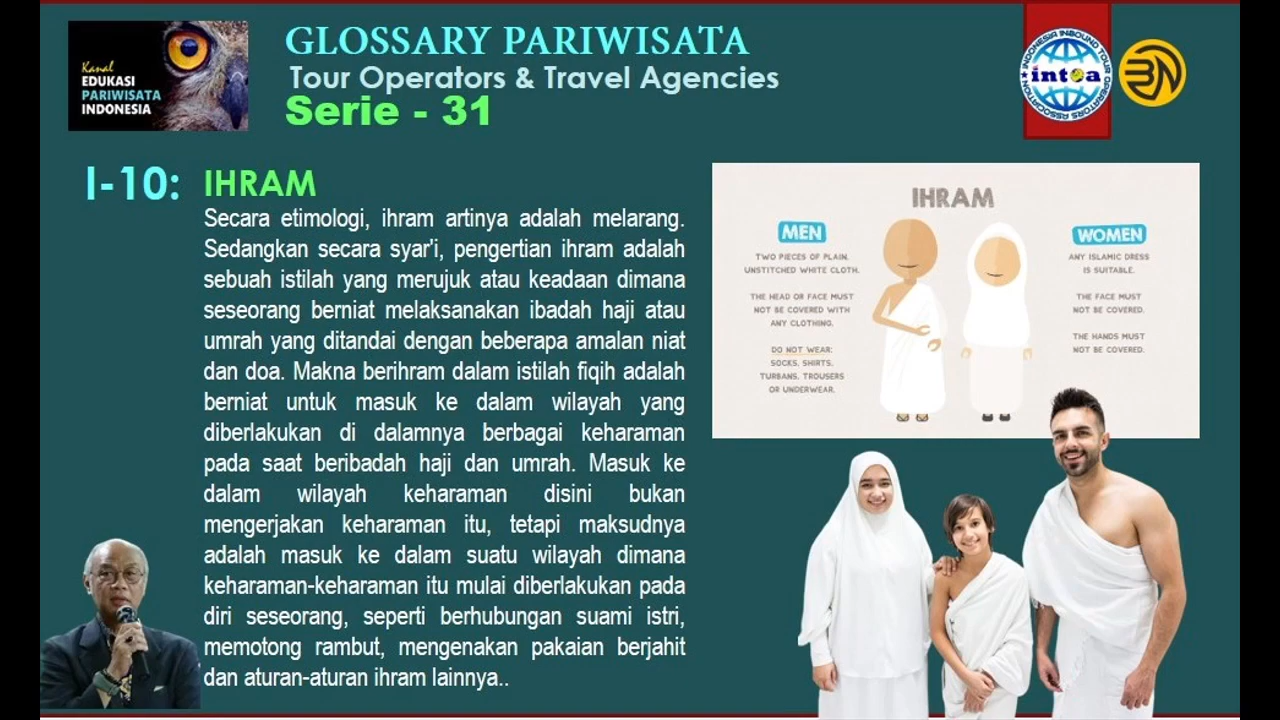 Kanal
EDUKASI
PARIWISATA
INDONESIA
GLOSSARY PARIWISATA
Tour Operators & Travel Agencies
Serie - 31
INDONESIA INBOUND TOUR OPERATORS ASSOCIATION
intoa
I-10:
IHRAM
Secara etimologi, ihram artinya adalah melarang.
Sedangkan secara syar'i, pengertian ihram adalah
sebuah istilah yang merujuk atau keadaan dimana
seseorang berniat melaksanakan ibadah haji atau
umrah yang ditandai dengan beberapa amalan niat
dan doa. Makna berihram dalam istilah fiqih adalah
berniat untuk masuk ke dalam wilayah yang
diberlakukan di dalamnya berbagai keharaman
pada saat beribadah haji dan umrah. Masuk ke
dalam wilayah keharaman disini bukan
mengerjakan keharaman itu, tetapi maksudnya
adalah masuk ke dalam suatu wilayah dimana
keharaman-keharaman itu mulai diberlakukan pada
diri seseorang, seperti berhubungan suami istri,
memotong rambut, mengenakan pakaian berjahit
dan aturan-aturan ihram lainnya..
IHRAM
MEN
TWO PIECES OF PLAIN,
UNSTITCHED WHITE CLOTH.
THE HEAD OR FACE MUST
NOT BE COVERED WITH
ANY CLOTHING.
DO NOT WEAR:
SOCKS, SHIRTS,
TURBANS, TROUSERS
OR UNDERWEAR.
WOMEN
ANY ISLAMIC DRESS
IS SUITABLE.
THE FACE MUST
NOT BE COVERED.
THE HANDS MUST
NOT BE COVERED.